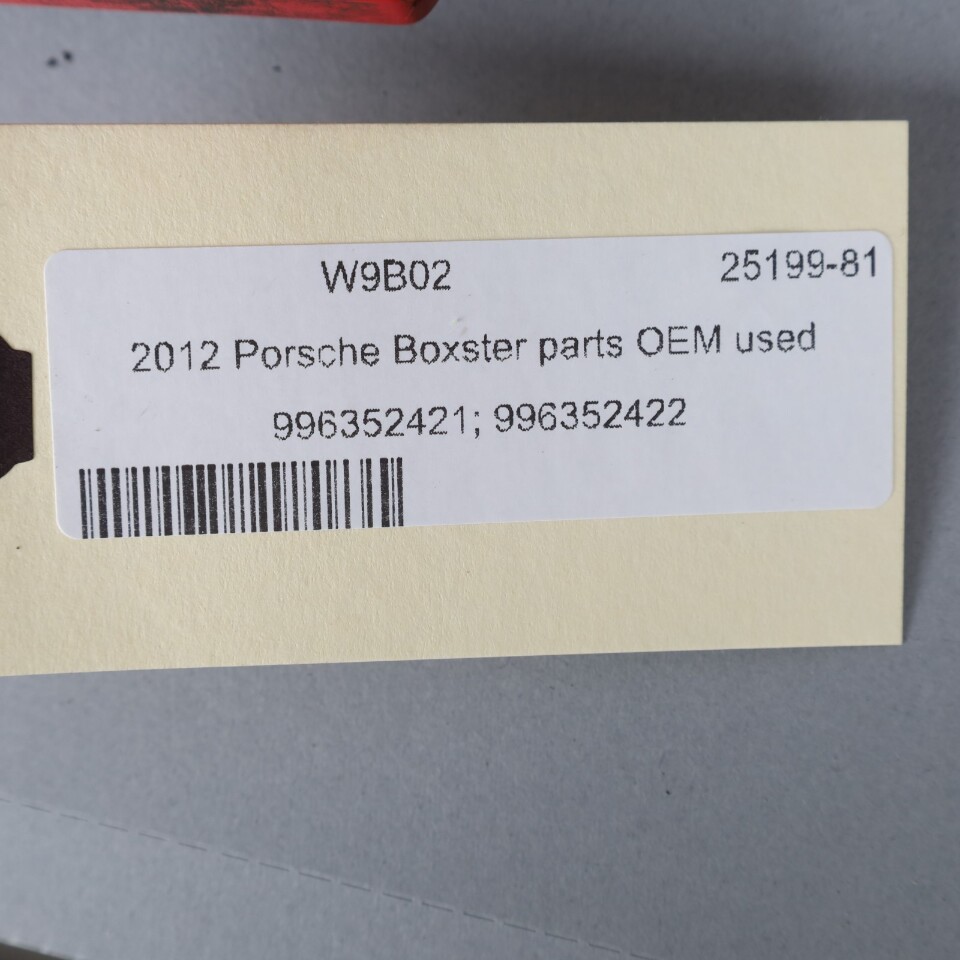 W9B02 25199-81
2012 Porsche Boxster parts OEM used
996352421; 996352422